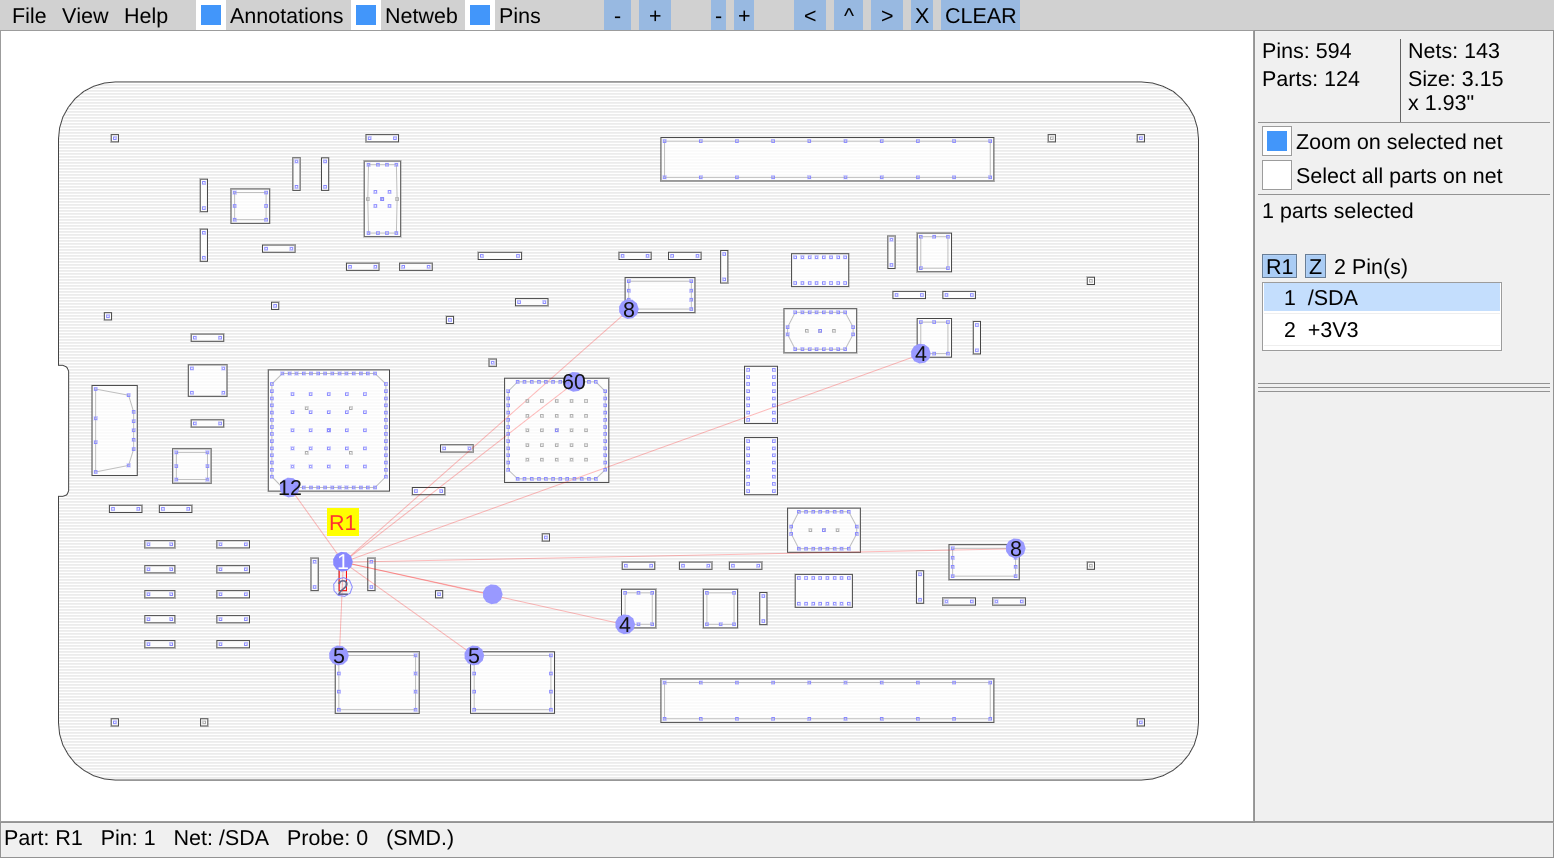 File View Help Annotations Netweb Pins - + - + < ^ > X CLEAR
Pins: 594
Parts: 124
Nets: 143
Size: 3.15
x 1.93"
Zoom on selected net
Select all parts on net
1 parts selected
R1 Z 2 Pin(s)
1 /SDA
2 +3V3
8
4
60
12
R1
1
8
2
4
5
5
Part: R1 Pin: 1 Net: /SDA Probe: 0 (SMD.)